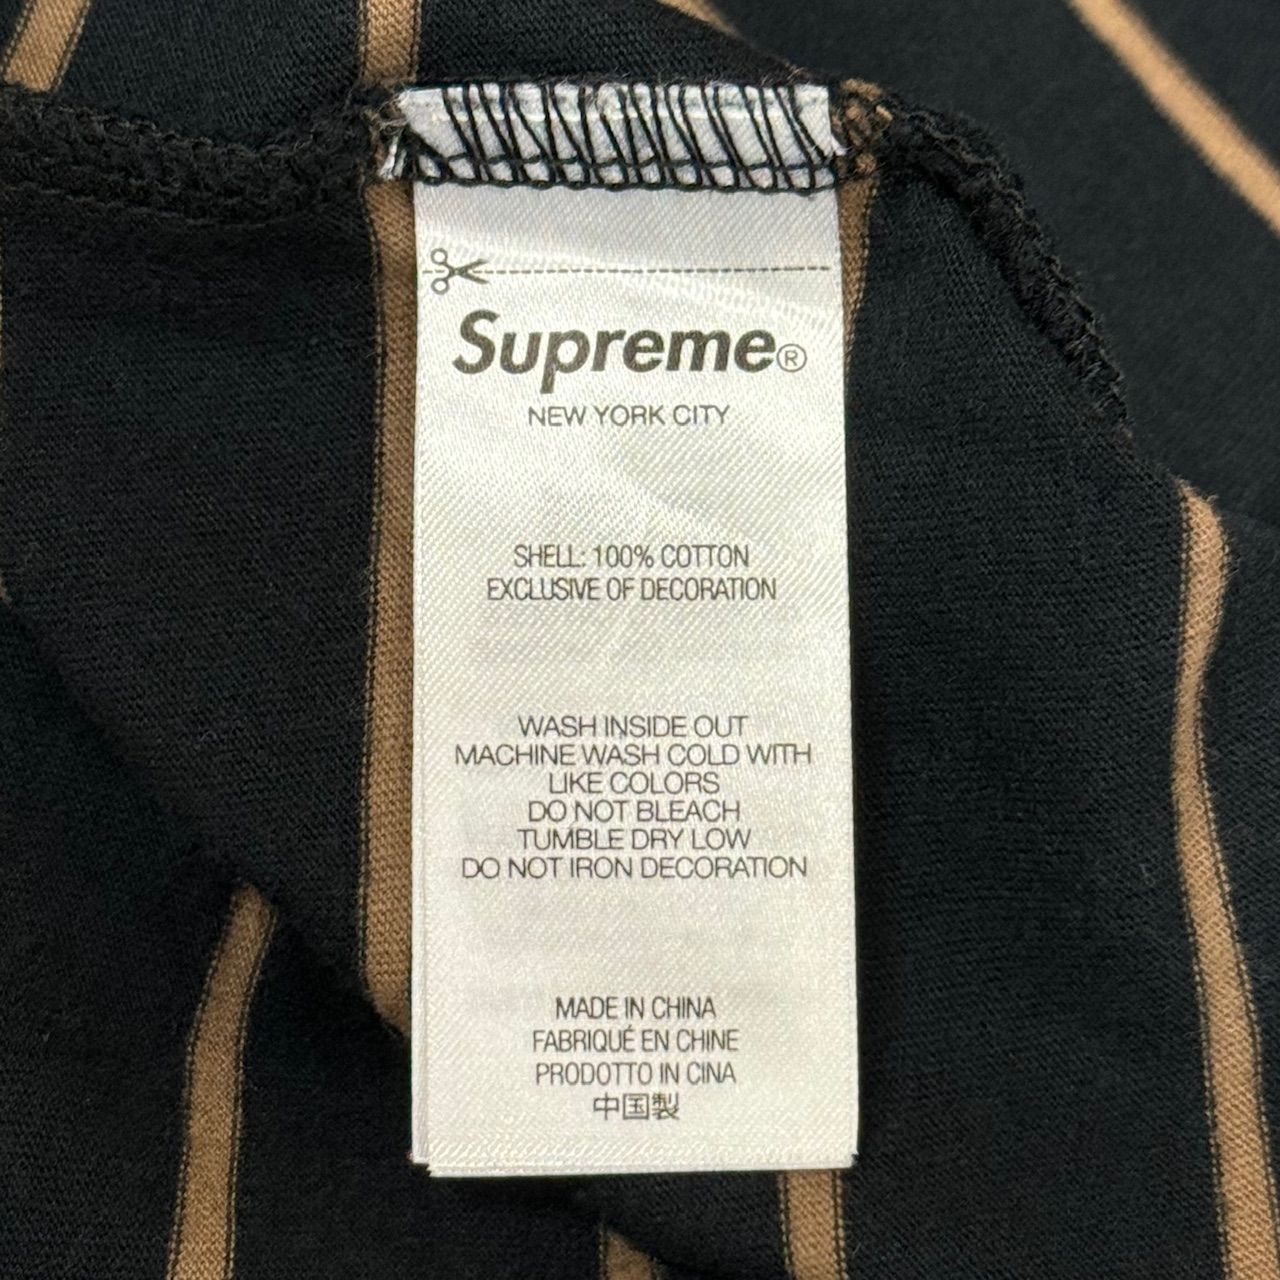 Supreme®
NEW YORK CITY
SHELL: 100% COTTON
EXCLUSIVE OF DECORATION
WASH INSIDE OUT
MACHINE WASH COLD WITH
LIKE COLORS
DO NOT BLEACH
TUMBLE DRY LOW
DO NOT IRON DECORATION
MADE IN CHINA
FABRIQUÉ EN CHINE
PRODOTTO IN CINA
中国製